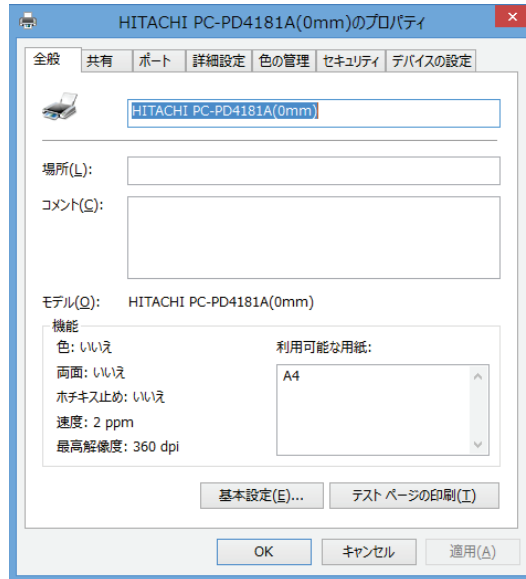 HITACHI PC-PD4181A(0mm)のプロパティ
×
全般 共有 ポート 詳細設定 色の管理 セキュリティ デバイスの設定
HITACHI PC-PD4181A(0mm)
場所(L):
コメント(C):
モデル(O): HITACHI PC-PD4181A(0mm)
機能
色: いいえ
両面: いいえ
ホチキス止め: いいえ
速度: 2 ppm
最高解像度: 360 dpi
利用可能な用紙:
A4
基本設定(E)... テスト ページの印刷(T)
OK キャンセル 適用(A)